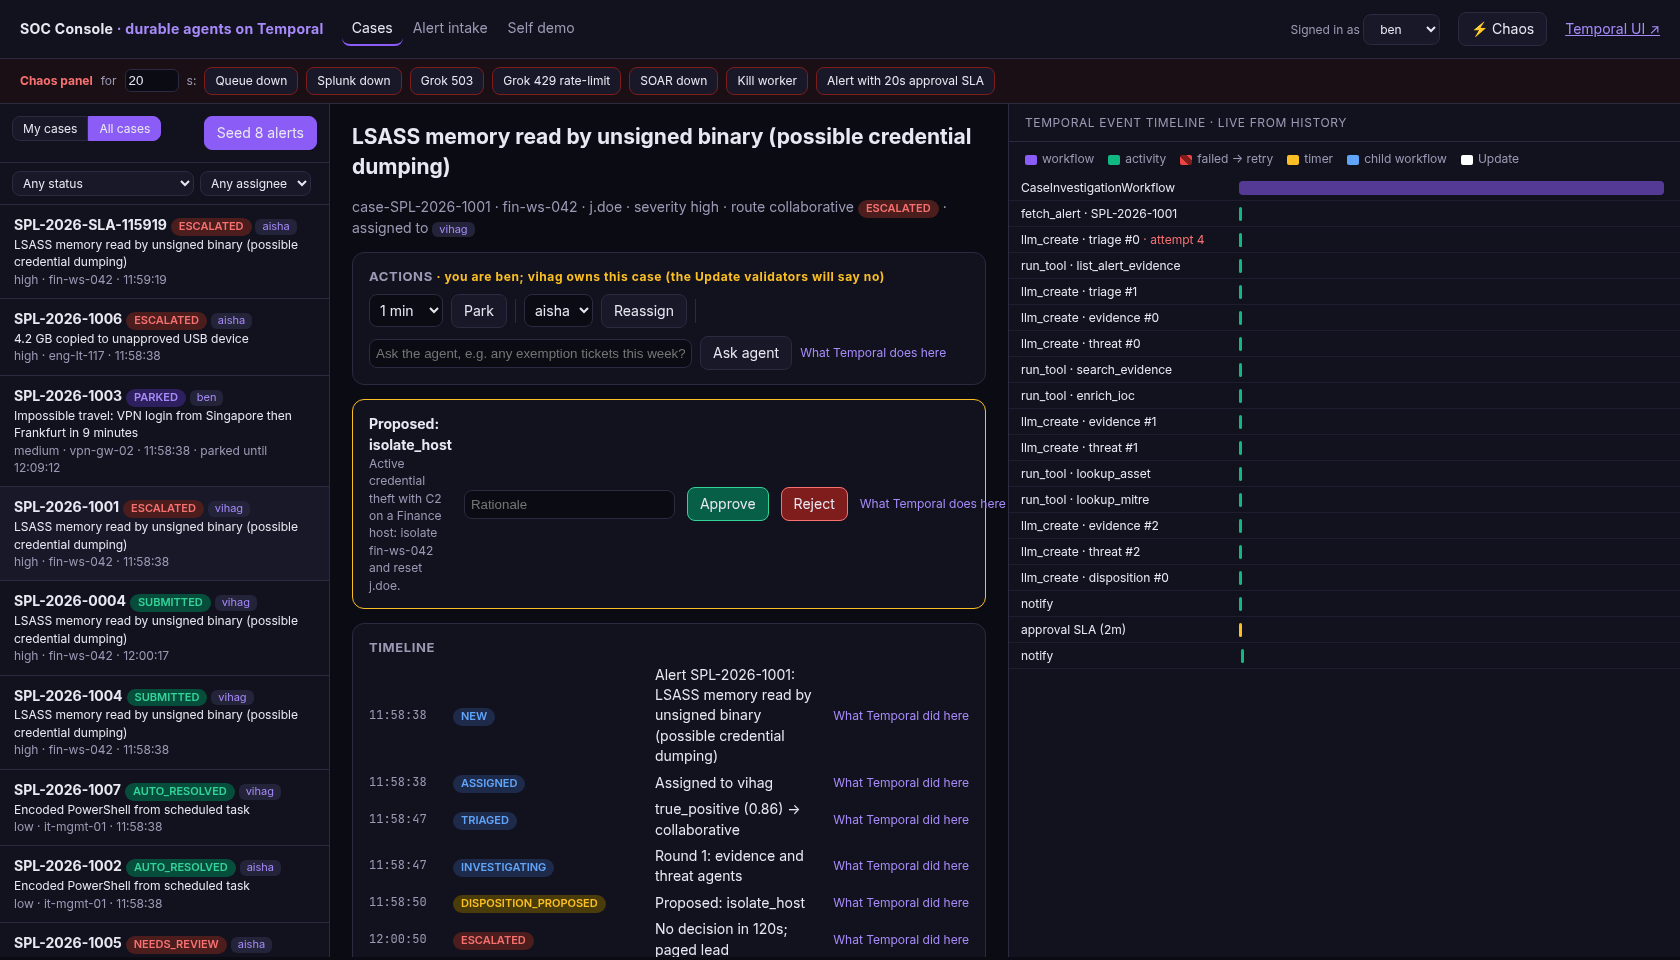 SOC Console · durable agents on Temporal
Cases
Alert intake
Self demo
Signed in as
ben
⚡ Chaos
Temporal UI ↗
Chaos panel for 20 s:
Queue down
Splunk down
Grok 503
Grok 429 rate-limit
SOAR down
Kill worker
Alert with 20s approval SLA
My cases
All cases
Seed 8 alerts
Any status
Any assignee
SPL-2026-SLA-115919 ESCALATED aisha
LSASS memory read by unsigned binary (possible
credential dumping)
high · fin-ws-042 · 11:59:19
SPL-2026-1006 ESCALATED aisha
4.2 GB copied to unapproved USB device
high · eng-lt-117 · 11:58:38
SPL-2026-1003 PARKED ben
Impossible travel: VPN login from Singapore then
Frankfurt in 9 minutes
medium · vpn-gw-02 · 11:58:38 · parked until
12:09:12
SPL-2026-1001 ESCALATED vihag
LSASS memory read by unsigned binary (possible
credential dumping)
high · fin-ws-042 · 11:58:38
SPL-2026-0004 SUBMITTED vihag
LSASS memory read by unsigned binary (possible
credential dumping)
high · fin-ws-042 · 12:00:17
SPL-2026-1004 SUBMITTED vihag
LSASS memory read by unsigned binary (possible
credential dumping)
high · fin-ws-042 · 11:58:38
SPL-2026-1007 AUTO_RESOLVED vihag
Encoded PowerShell from scheduled task
low · it-mgmt-01 · 11:58:38
SPL-2026-1002 AUTO_RESOLVED aisha
Encoded PowerShell from scheduled task
low · it-mgmt-01 · 11:58:38
SPL-2026-1005 NEEDS_REVIEW aisha
LSASS memory read by unsigned binary (possible credential
dumping)
case-SPL-2026-1001 · fin-ws-042 · j.doe · severity high · route collaborative ESCALATED ·
assigned to vihag
ACTIONS · you are ben; vihag owns this case (the Update validators will say no)
1 min
Park
aisha
Reassign
Ask the agent, e.g. any exemption tickets this week?
Ask agent
What Temporal does here
Proposed:
isolate_host
Active
credential
theft with C2
on a Finance
host: isolate
fin-ws-042
and reset
j.doe.
Rationale
Approve
Reject
What Temporal does here
TIMELINE
11:58:38 NEW
Alert SPL-2026-1001:
LSASS memory read by
unsigned binary
(possible credential
dumping)
What Temporal did here
11:58:38 ASSIGNED Assigned to vihag What Temporal did here
11:58:47 TRIAGED
true_positive (0.86) →
collaborative
What Temporal did here
11:58:47 INVESTIGATING
Round 1: evidence and
threat agents
What Temporal did here
11:58:50 DISPOSITION_PROPOSED Proposed: isolate_host What Temporal did here
12:00:50 ESCALATED
No decision in 120s;
paged lead
What Temporal did here
TEMPORAL EVENT TIMELINE · LIVE FROM HISTORY
workflow activity failed → retry timer child workflow Update
CaseInvestigationWorkflow
fetch_alert · SPL-2026-1001
llm_create · triage #0 · attempt 4
run_tool · list_alert_evidence
llm_create · triage #1
llm_create · evidence #0
llm_create · threat #0
run_tool · search_evidence
run_tool · enrich_ioc
llm_create · evidence #1
llm_create · threat #1
run_tool · lookup_asset
run_tool · lookup_mitre
llm_create · evidence #2
llm_create · threat #2
llm_create · disposition #0
notify
approval SLA (2m)
notify